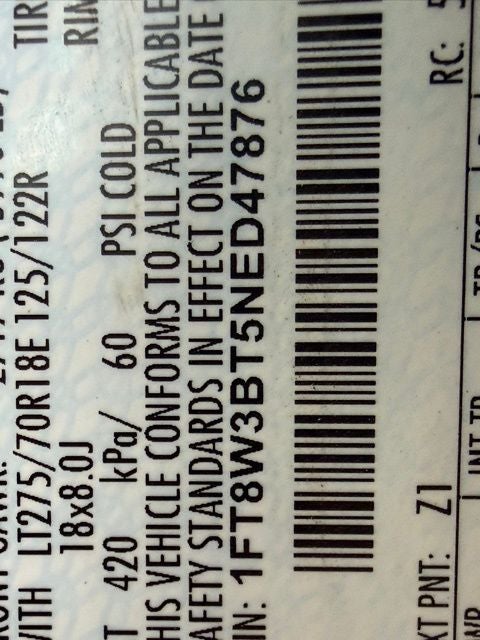 TIR
WITH LT275/70R18E 125/122R
18x8.0J RIM
T 420 kPa/ 60 PSI COLD
HIS VEHICLE CONFORMS TO ALL APPLICABLE
AFETY STANDARDS IN EFFECT ON THE DATE
IN: 1FT8W3BT5NED47876
RC: 5
T PNT: Z1
INT TR